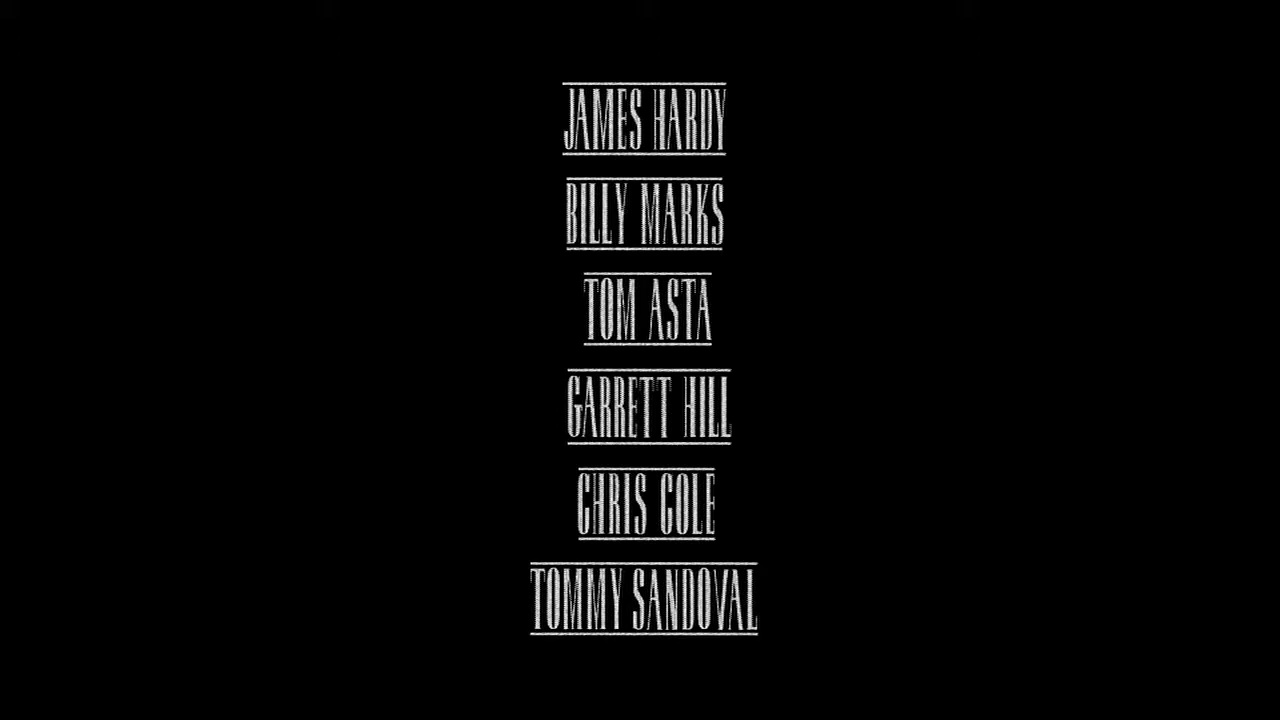 JAMES HARDY
BILLY MARKS
TOM ASTA
GARRETT HILL
CHRIS COLE
TOMMY SANDOVAL